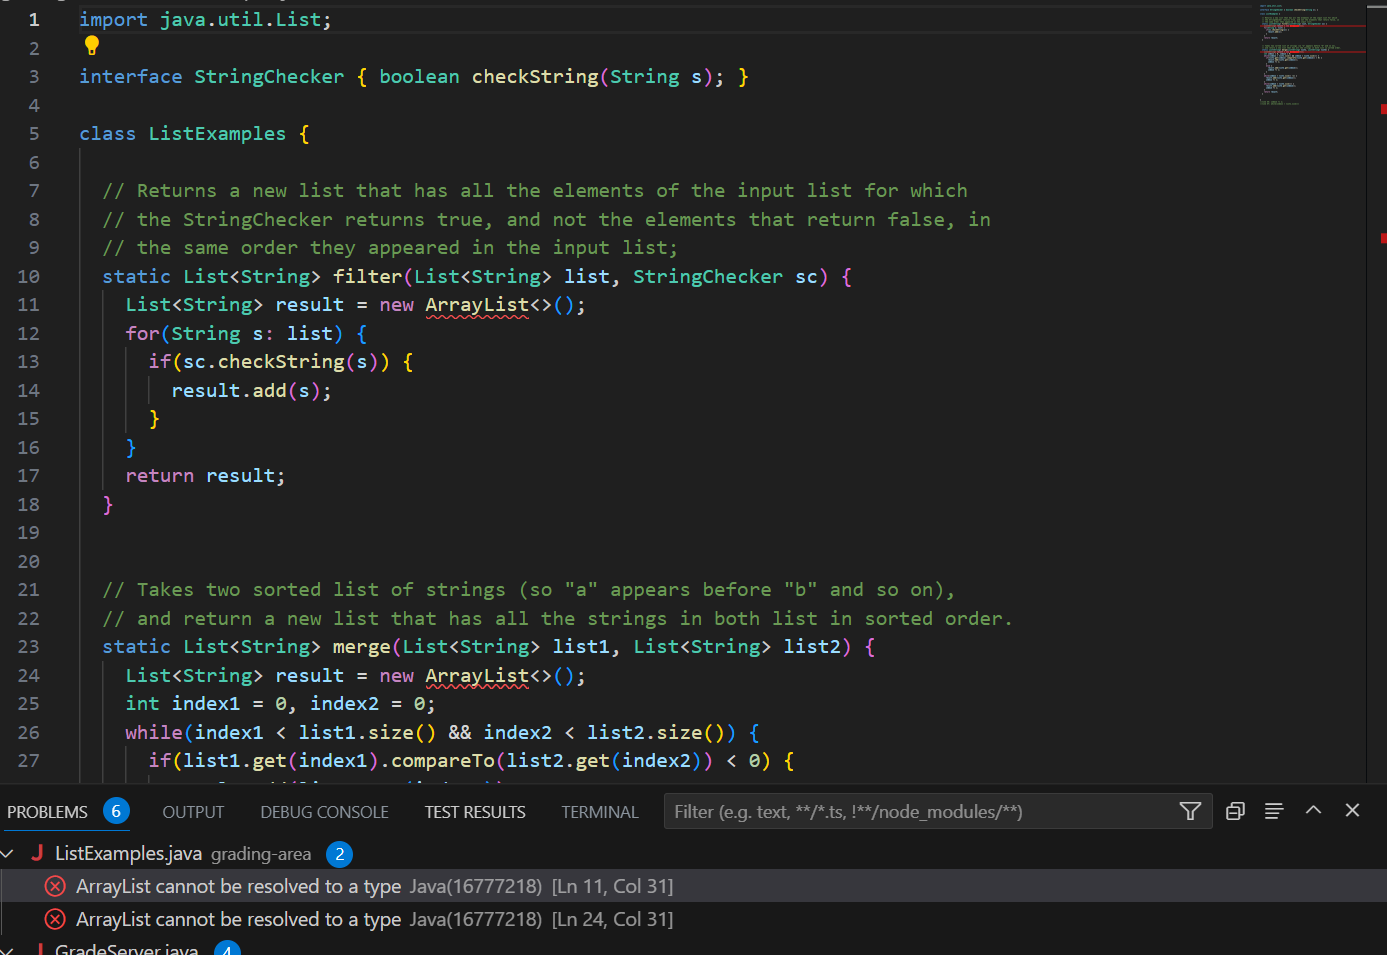 1 import java.util.List;
2
3 interface StringChecker { boolean checkString(String s); }
4
5 class ListExamples {
6
7 // Returns a new list that has all the elements of the input list for which
8 // the StringChecker returns true, and not the elements that return false, in
9 // the same order they appeared in the input list;
10 static List<String> filter(List<String> list, StringChecker sc) {
11 List<String> result = new ArrayList<>();
12 for(String s: list) {
13 if(sc.checkString(s)) {
14 result.add(s);
15 }
16 }
17 return result;
18 }
19
20
21 // Takes two sorted list of strings (so "a" appears before "b" and so on),
22 // and return a new list that has all the strings in both list in sorted order.
23 static List<String> merge(List<String> list1, List<String> list2) {
24 List<String> result = new ArrayList<>();
25 int index1 = 0, index2 = 0;
26 while(index1 < list1.size() && index2 < list2.size()) {
27 if(list1.get(index1).compareTo(list2.get(index2)) < 0) {
PROBLEMS 6 OUTPUT DEBUG CONSOLE TEST RESULTS TERMINAL Filter (e.g. text, **/*.ts, !**/node_modules/**)
J ListExamples.java grading-area 2
ArrayList cannot be resolved to a type Java(16777218) [Ln 11, Col 31]
ArrayList cannot be resolved to a type Java(16777218) [Ln 24, Col 31]
J GradeServer.java 4